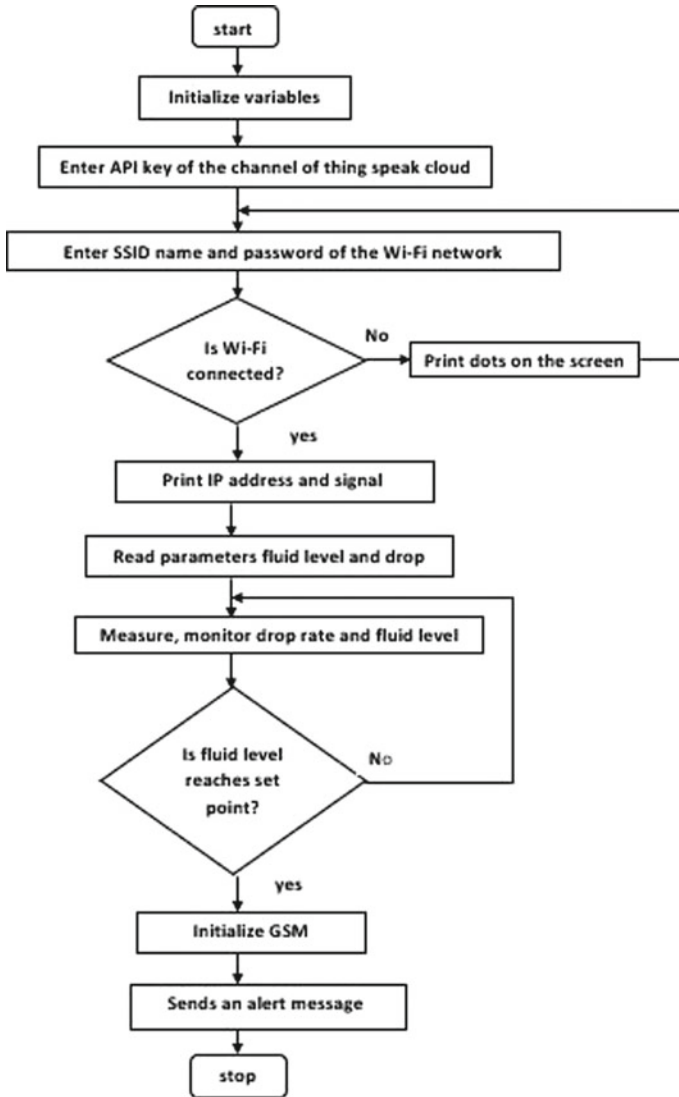 start
Initialize variables
Enter API key of the channel of thing speak cloud
Enter SSID name and password of the Wi-Fi network
Is Wi-Fi
connected?
No
Print dots on the screen
yes
Print IP address and signal
Read parameters fluid level and drop
Measure, monitor drop rate and fluid level
Is fluid level
reaches set
point?
No
yes
Initialize GSM
Sends an alert message
stop